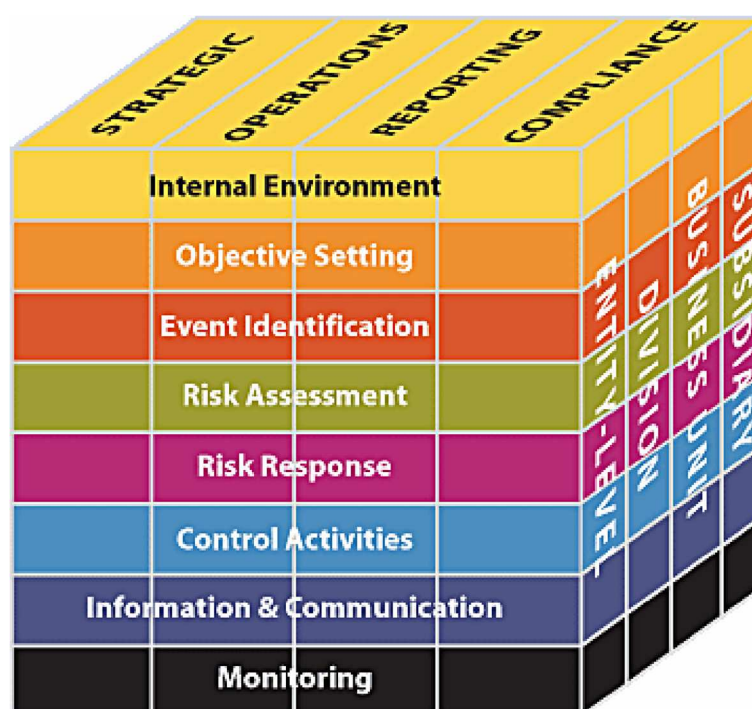 STRATEGIC
OPERATIONS
REPORTING
COMPLIANCE
Internal Environment
Objective Setting
Event Identification
Risk Assessment
Risk Response
Control Activities
Information & Communication
Monitoring
ENTITY-LEVEL
DIVISION
BUSINESS UNIT
SUBSIDIARY